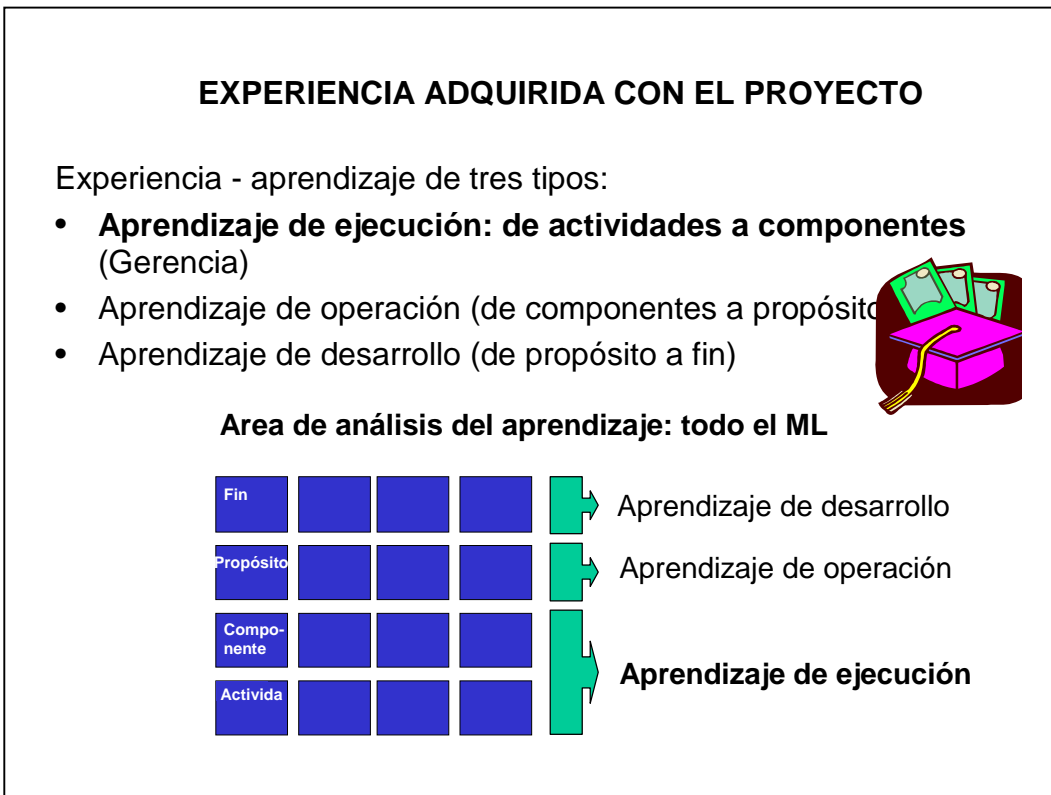 EXPERIENCIA ADQUIRIDA CON EL PROYECTO
Experiencia - aprendizaje de tres tipos:
• Aprendizaje de ejecución: de actividades a componentes
(Gerencia)
• Aprendizaje de operación (de componentes a propósito
• Aprendizaje de desarrollo (de propósito a fin)
Area de análisis del aprendizaje: todo el ML
Fin
Aprendizaje de desarrollo
Propósito
Aprendizaje de operación
Compo-
nente
Aprendizaje de ejecución
Activida